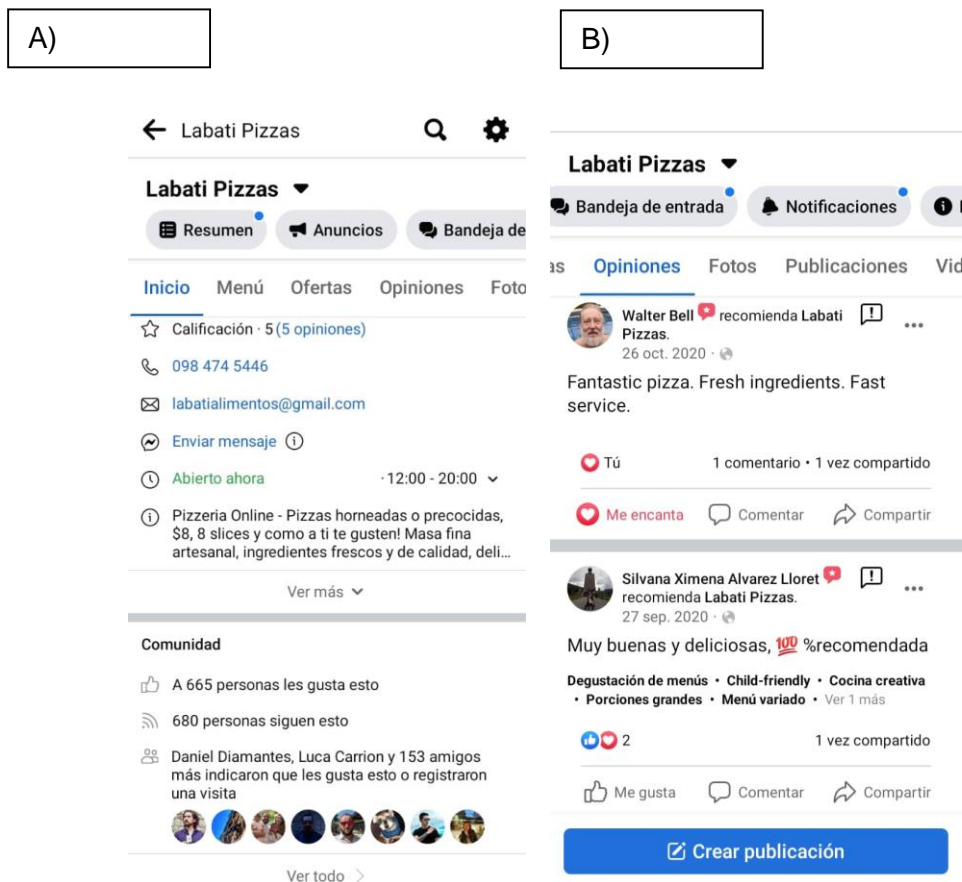 A)
B)
Labati Pizzas
Labati Pizzas
Resumen
Anuncios
Bandeja de
Inicio
Menú
Ofertas
Opiniones
Foto
Calificación · 5 (5 opiniones)
098 474 5446
labatialimentos@gmail.com
Enviar mensaje
Abierto ahora
· 12:00 - 20:00
Pizzeria Online - Pizzas horneadas o precocidas,
$8, 8 slices y como a ti te gusten! Masa fina
artesanal, ingredientes frescos y de calidad, deli...
Ver más
Comunidad
A 665 personas les gusta esto
680 personas siguen esto
Daniel Diamantes, Luca Carrion y 153 amigos
más indicaron que les gusta esto o registraron
una visita
Ver todo
Labati Pizzas
Bandeja de entrada
Notificaciones
as
Opiniones
Fotos
Publicaciones
Vid
Walter Bell recomienda Labati
Pizzas.
26 oct. 2020 ·
Fantastic pizza. Fresh ingredients. Fast
service.
Tú
1 comentario • 1 vez compartido
Me encanta
Comentar
Compartir
Silvana Ximena Alvarez Lloret
recomienda Labati Pizzas.
27 sep. 2020 ·
Muy buenas y deliciosas, 💯 %recomendada
Degustación de menús • Child-friendly • Cocina creativa
• Porciones grandes • Menú variado • Ver 1 más
2
1 vez compartido
Me gusta
Comentar
Compartir
Crear publicación